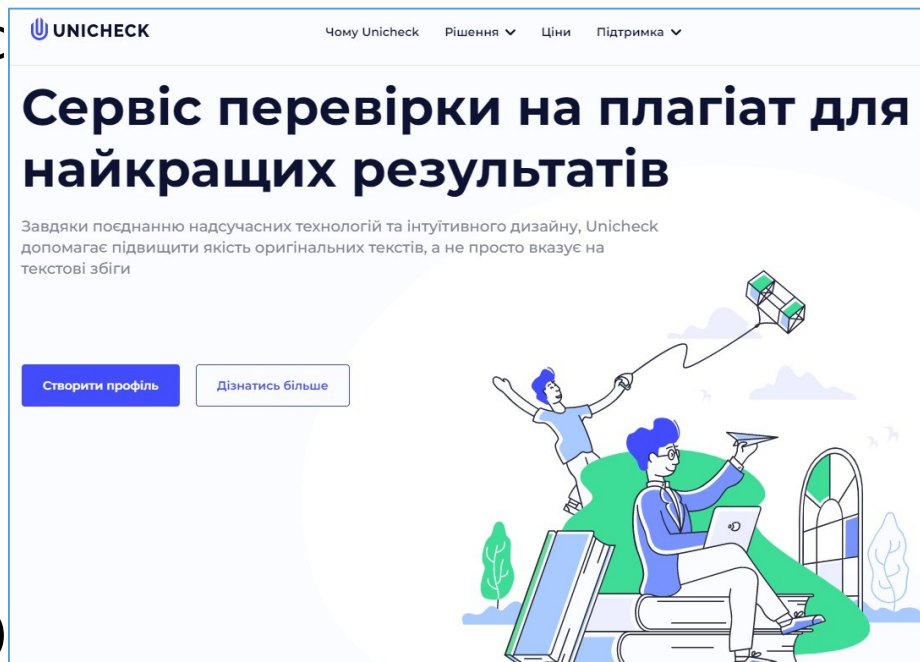 UNICHECK
Чому Unicheck Рішення Ціни Підтримка
Сервіс перевірки на плагіат для
найкращих результатів
Завдяки поєднанню надсучасних технологій та інтуїтивного дизайну, Unicheck
допомагає підвищити якість оригінальних текстів, а не просто вказує на
текстові збіги
Створити профіль Дізнатись більше